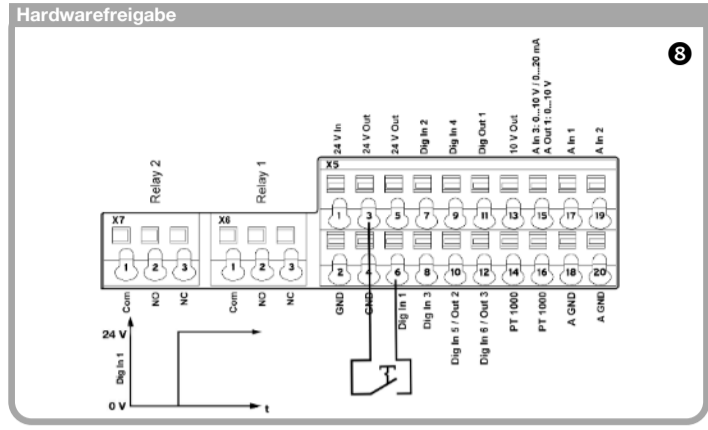 Hardwarefreigabe
8
24 V In
24 V Out
24 V Out
Dig In 2
Dig In 4
Dig Out 1
10 V Out
A In 3: 0...10 V / 0...20 mA
A Out 1: 0...10 V
A In 1
A In 2
Relay 2
Relay 1
X5
1 3 5 7 9 11 13 15 17 19
X7
X6
1 2 3
1 2 3
2 4 6 8 10 12 14 16 18 20
Com
NO
NC
Com
NO
NC
GND
GND
Dig In 1
Dig In 3
Dig In 5 / Out 2
Dig In 6 / Out 3
PT 1000
PT 1000
A GND
A GND
24 V
Dig In 1
0 V
t